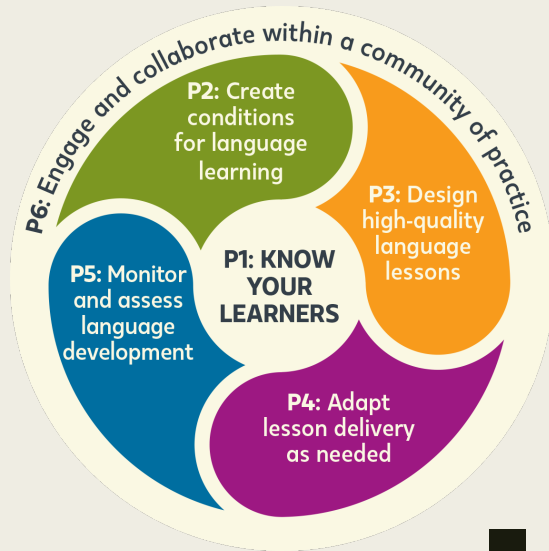 P6: Engage and collaborate within a community of practice
P2: Create
conditions
for language
learning
P3: Design
high-quality
language
lessons
P1: KNOW
YOUR
LEARNERS
P5: Monitor
and assess
language
development
P4: Adapt
lesson delivery
as needed